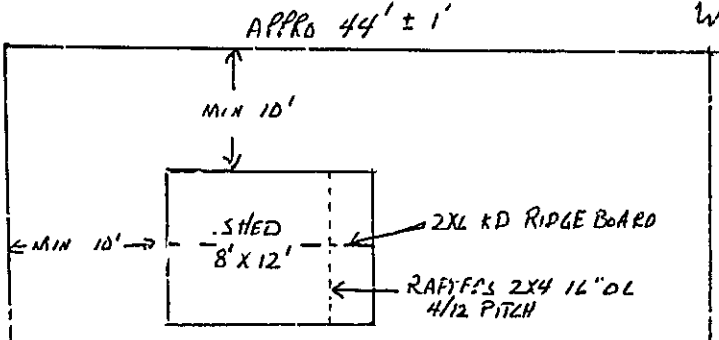 APPRO 44' ± 1'
MIN 10'
MIN 10'
SHED
8' X 12'
2X6 KD RIDGE BOARD
RAFTERS 2X4 16" OC
4/12 PITCH